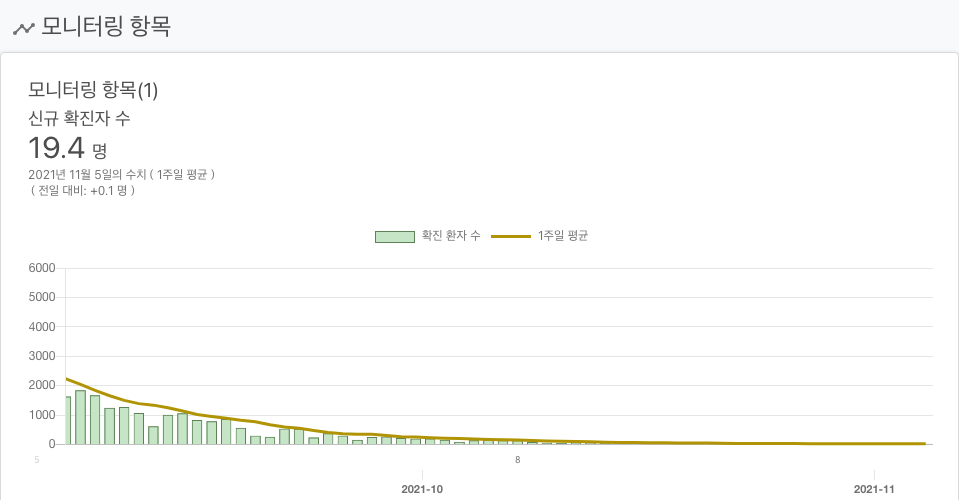 모니터링 항목
모니터링 항목(1)
신규 확진자 수
19.4 명
2021년 11월 5일의 수치 ( 1주일 평균 )
( 전일 대비: +0.1 명 )
확진 환자 수 1주일 평균
6000
5000
4000
3000
2000
1000
0
5 8
2021-10 2021-11